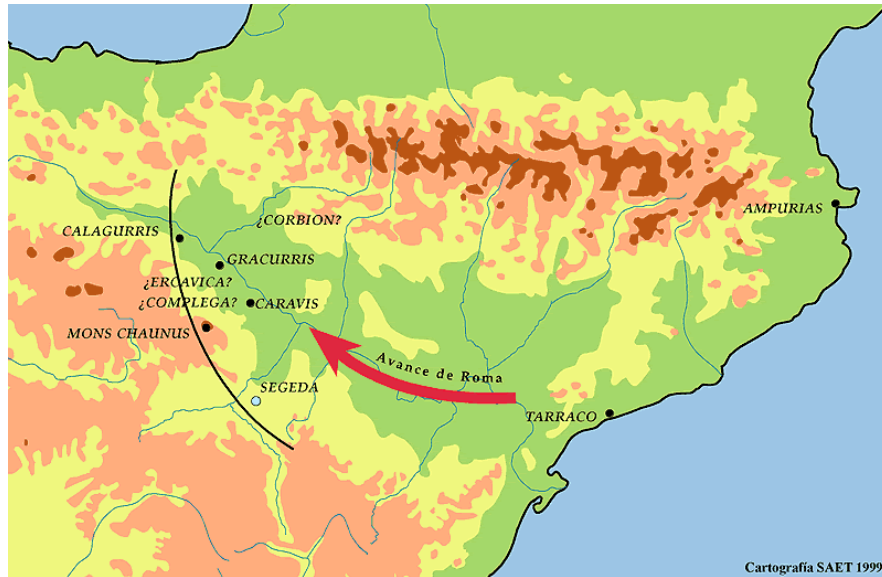 AMPURIAS
¿CORBION?
CALAGURRIS
GRACURRIS
¿ERCAVICA?
¿COMPLEGA?
CARAVIS
MONS CHAUNUS
Avance de Roma
SEGEDA
TARRACO
Cartografía SAET 1999